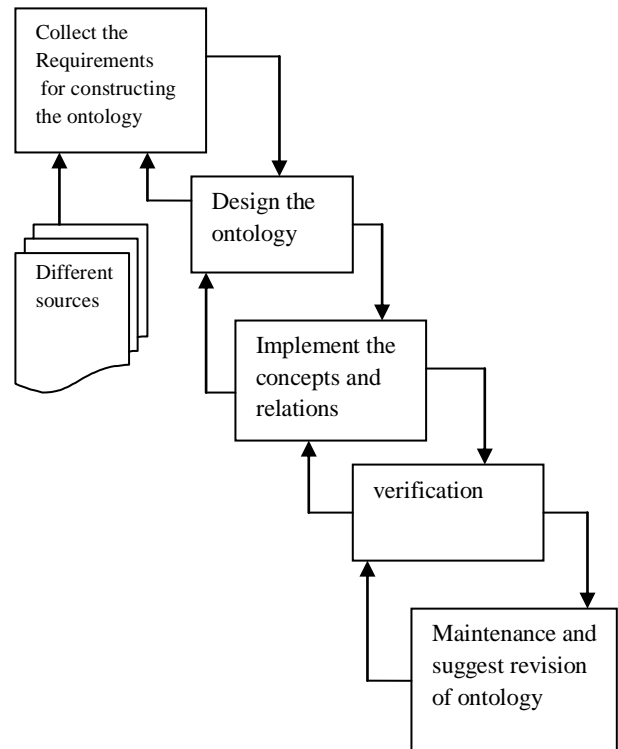 Collect the
Requirements
for constructing
the ontology
Design the
ontology
Different
sources
Implement the
concepts and
relations
verification
Maintenance and
suggest revision
of ontology